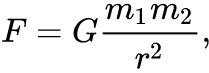 F = G \frac{m_1 m_2}{r^2},